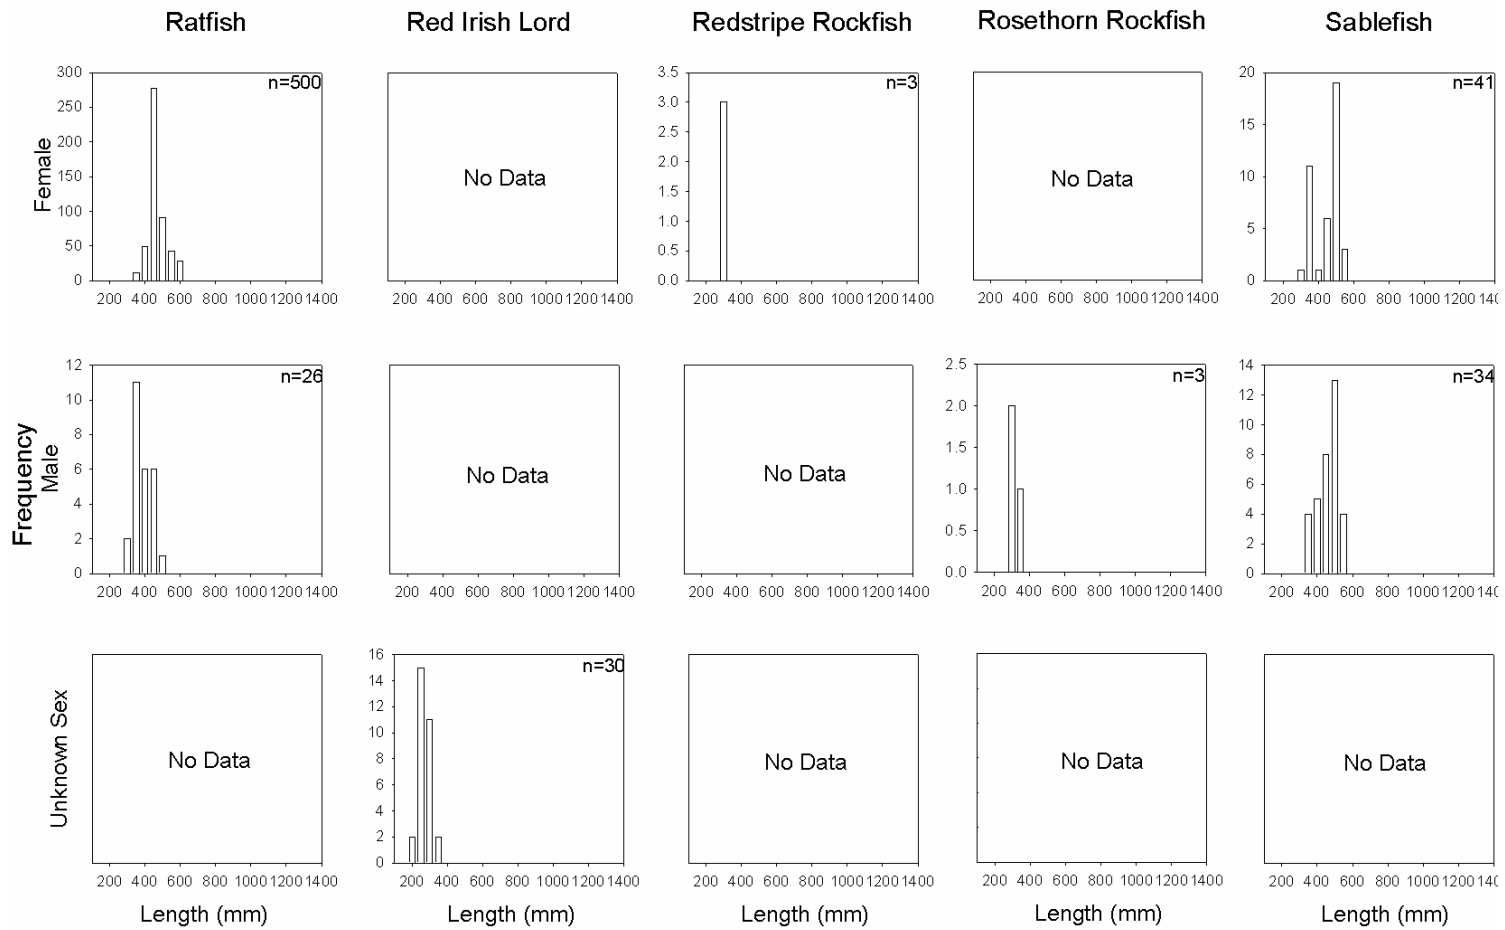 Ratfish Red Irish Lord Redstripe Rockfish Rosethorn Rockfish Sablefish
Female
300
250
200
150
100
50
0
n=500
200 400 600 800 1000 1200 1400
No Data
200 400 600 800 1000 1200 1400
3.5
3.0
2.5
2.0
1.5
1.0
0.5
0.0
n=3
200 400 600 800 1000 1200 1400
No Data
200 400 600 800 1000 1200 1400
20
15
10
5
0
n=41
200 400 600 800 1000 1200 1400
Frequency
Male
12
10
8
6
4
2
0
n=26
200 400 600 800 1000 1200 1400
No Data
200 400 600 800 1000 1200 1400
No Data
200 400 600 800 1000 1200 1400
2.5
2.0
1.5
1.0
0.5
0.0
n=3
200 400 600 800 1000 1200 1400
14
12
10
8
6
4
2
0
n=34
200 400 600 800 1000 1200 1400
Unknown Sex
No Data
200 400 600 800 1000 1200 1400
Length (mm)
16
14
12
10
8
6
4
2
0
n=30
200 400 600 800 1000 1200 1400
Length (mm)
No Data
200 400 600 800 1000 1200 1400
Length (mm)
No Data
200 400 600 800 1000 1200 1400
Length (mm)
No Data
200 400 600 800 1000 1200 1400
Length (mm)